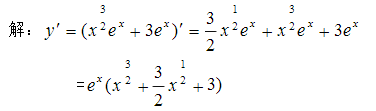 解：y′ = (x^{3/2}e^x + 3e^x)′ = \frac{3}{2}x^{1/2}e^x + x^{3/2}e^x + 3e^x
= e^x(x^{3/2} + \frac{3}{2}x^{1/2} + 3)